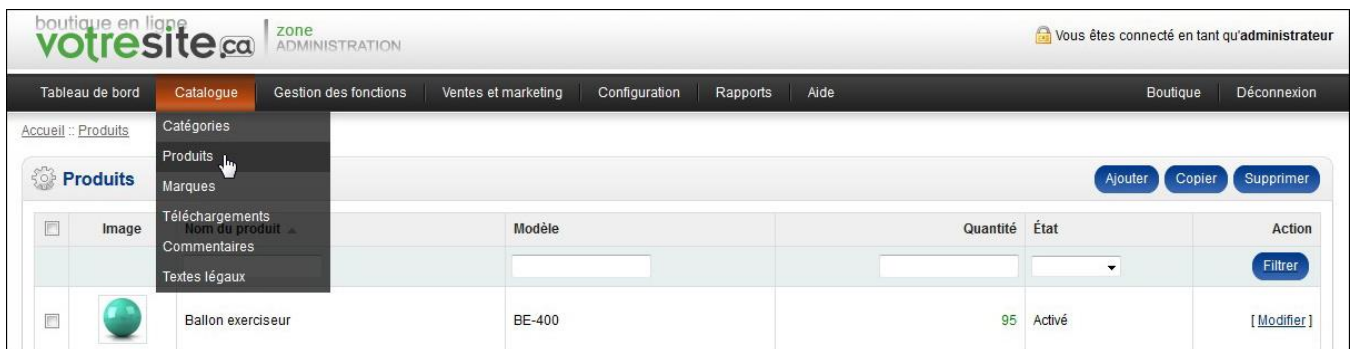 boutique en ligne
votresite.ca
zone
ADMINISTRATION
Vous êtes connecté en tant qu'administrateur
Tableau de bord Catalogue Gestion des fonctions Ventes et marketing Configuration Rapports Aide Boutique Déconnexion
Accueil :: Produits
Catégories
Produits
Marques
Téléchargements
Commentaires
Textes légaux
Produits
Ajouter Copier Supprimer
Image Nom du produit Modèle Quantité État Action
Filtrer
Ballon exerciseur BE-400 95 Activé [ Modifier ]